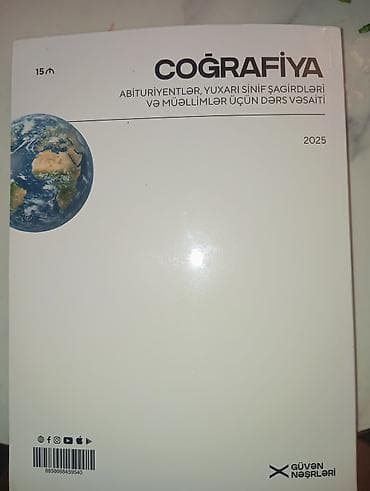 15₼
COĞRAFİYA
ABİTURİYENTLƏR, YUXARI SİNİF ŞAGİRDLƏRİ
VƏ MÜƏLLİMLƏR ÜÇÜN DƏRS VƏSAİTİ
2025
GÜVƏN
NƏŞRLƏRİ